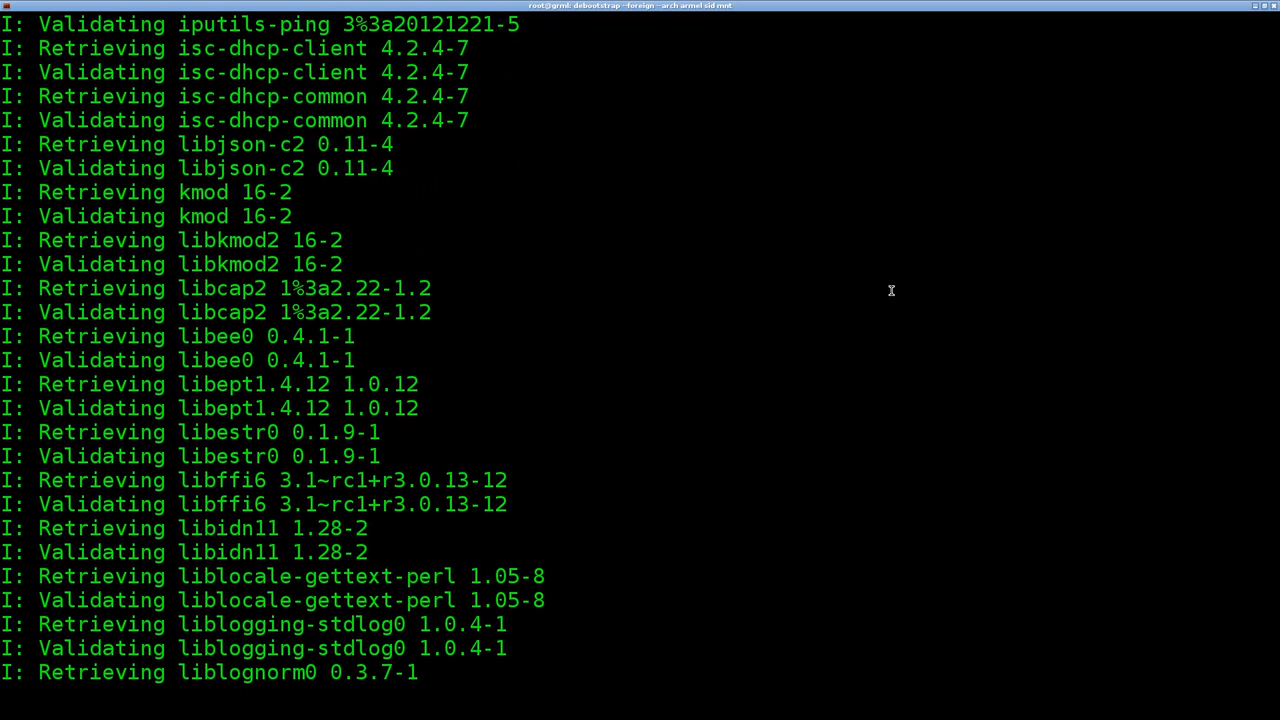 root@grml: debootstrap --foreign --arch armel sid mnt
I: Validating iputils-ping 3%3a20121221-5
I: Retrieving isc-dhcp-client 4.2.4-7
I: Validating isc-dhcp-client 4.2.4-7
I: Retrieving isc-dhcp-common 4.2.4-7
I: Validating isc-dhcp-common 4.2.4-7
I: Retrieving libjson-c2 0.11-4
I: Validating libjson-c2 0.11-4
I: Retrieving kmod 16-2
I: Validating kmod 16-2
I: Retrieving libkmod2 16-2
I: Validating libkmod2 16-2
I: Retrieving libcap2 1%3a2.22-1.2
I: Validating libcap2 1%3a2.22-1.2
I: Retrieving libee0 0.4.1-1
I: Validating libee0 0.4.1-1
I: Retrieving libept1.4.12 1.0.12
I: Validating libept1.4.12 1.0.12
I: Retrieving libestr0 0.1.9-1
I: Validating libestr0 0.1.9-1
I: Retrieving libffi6 3.1~rc1+r3.0.13-12
I: Validating libffi6 3.1~rc1+r3.0.13-12
I: Retrieving libidn11 1.28-2
I: Validating libidn11 1.28-2
I: Retrieving liblocale-gettext-perl 1.05-8
I: Validating liblocale-gettext-perl 1.05-8
I: Retrieving liblogging-stdlog0 1.0.4-1
I: Validating liblogging-stdlog0 1.0.4-1
I: Retrieving liblognorm0 0.3.7-1